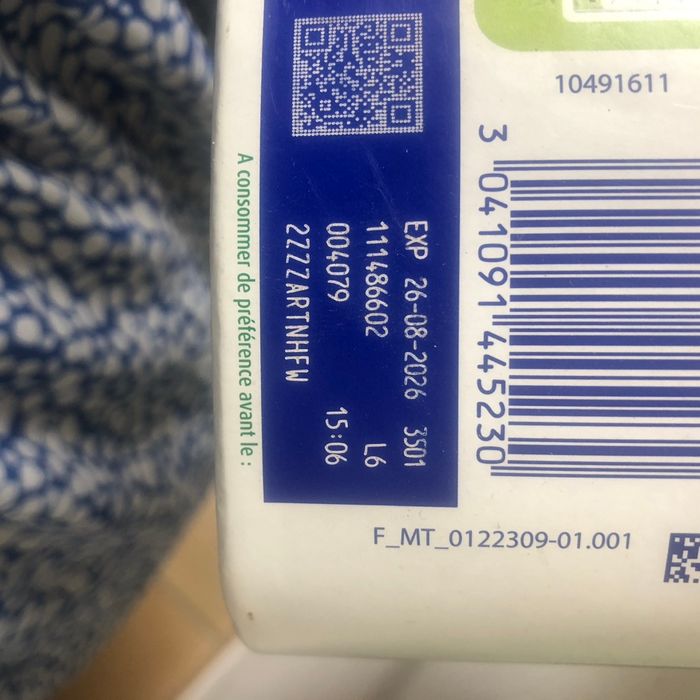 10491611
3 041091 445230
A consommer de préférence avant le :
EXP 26-08-2026 3501
111486602 L6
004079 15:06
2ZZZARTNHFW
F_MT_0122309-01.001